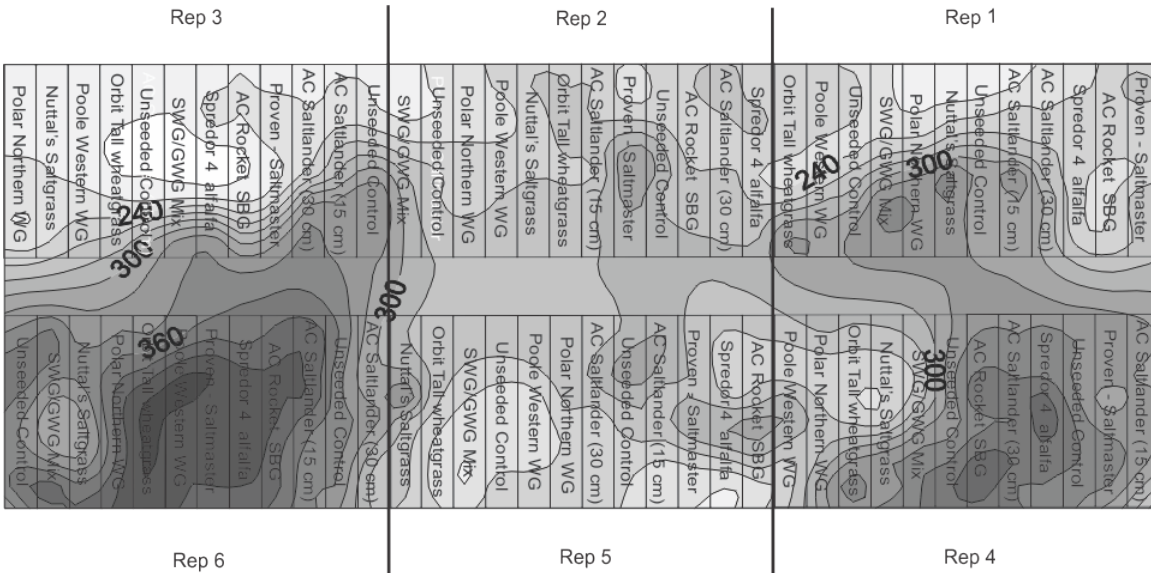 Rep 3
Rep 2
Rep 1
Polar Northern WG
Nuttal's Saltgrass
Poole Western WG
Orbit Tall wheatgrass
Unseeded Control
SWG/GWG Mix
Spredor 4 alfalfa
AC Rocket SBG
Proven - Saltmaster
AC Saltlander (30 cm)
AC Saltlander (15 cm)
Unseeded Control
SWG/GWG Mix
Unseeded Control
Polar Northern WG
Poole Western WG
Nuttal's Saltgrass
Orbit Tall wheatgrass
AC Saltlander (15 cm)
Proven - Saltmaster
Unseeded Control
AC Rocket SBG
AC Saltlander (30 cm)
Spredor 4 alfalfa
Orbit Tall wheatgrass
Poole Western WG
Unseeded Control
SWG/GWG Mix
Polar Northern WG
Nuttal's Saltgrass
Unseeded Control
AC Saltlander (15 cm)
AC Saltlander (30 cm)
Spredor 4 alfalfa
AC Rocket SBG
Proven - Saltmaster
240
300
240
300
300
360
300
Unseeded Control
SWG/GWG Mix
Nuttal's Saltgrass
Polar Northern WG
Orbit Tall wheatgrass
Poole Western WG
Proven - Saltmaster
Spredor 4 alfalfa
AC Rocket SBG
AC Saltlander (15 cm)
Unseeded Control
AC Saltlander (30 cm)
Nuttal's Saltgrass
Orbit Tall wheatgrass
SWG/GWG Mix
Unseeded Control
Poole Western WG
Polar Northern WG
AC Saltlander (30 cm)
Unseeded Control
AC Saltlander (15 cm)
Proven - Saltmaster
Spredor 4 alfalfa
AC Rocket SBG
Poole Western WG
Polar Northern WG
Orbit Tall wheatgrass
Nuttal's Saltgrass
SWG/GWG Mix
Unseeded Control
AC Rocket SBG
AC Saltlander (30 cm)
Spredor 4 alfalfa
Unseeded Control
Proven - Saltmaster
AC Saltlander (15 cm)
Rep 6
Rep 5
Rep 4